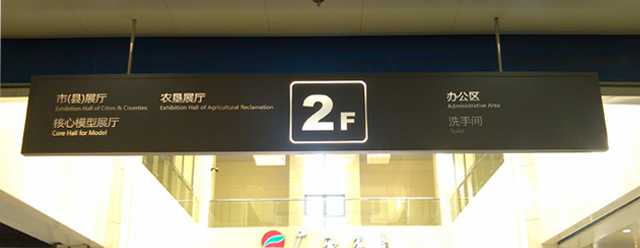 市(县)展厅
Exhibition Hall of Cities & Counties
核心模型展厅
Core Hall for Model
农垦展厅
Exhibition Hall of Agricultural Reclamation
2F
办公区
Administrative Area
洗手间
Toilet